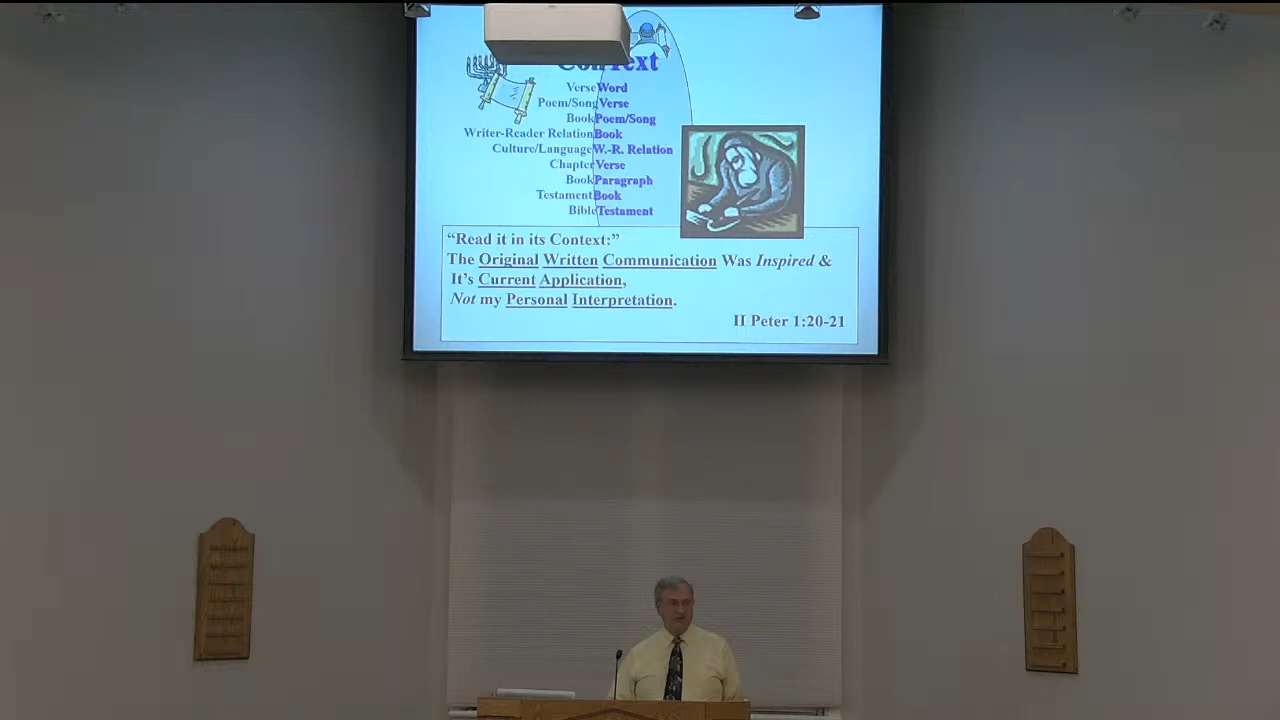 ConText
Verse Word
Poem/Song Verse
Book Poem/Song
Writer-Reader Relation Book
Culture/Language W.-R. Relation
Chapter Verse
Book Paragraph
Testament Book
Bible Testament
“Read it in its Context:”
The Original Written Communication Was Inspired &
It’s Current Application,
Not my Personal Interpretation.
II Peter 1:20-21